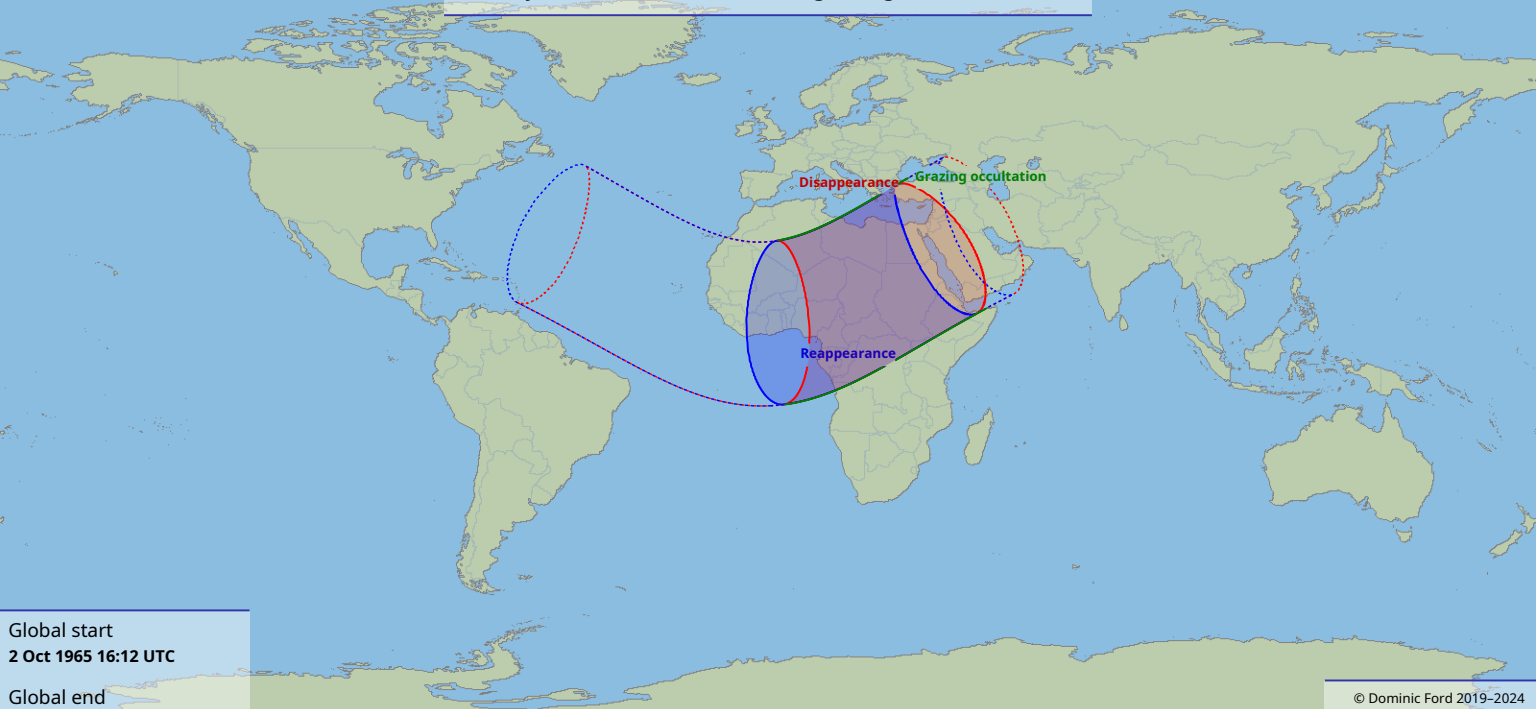 Disappearance
Grazing occultation
Reappearance
Global start
2 Oct 1965 16:12 UTC
Global end
© Dominic Ford 2019–2024